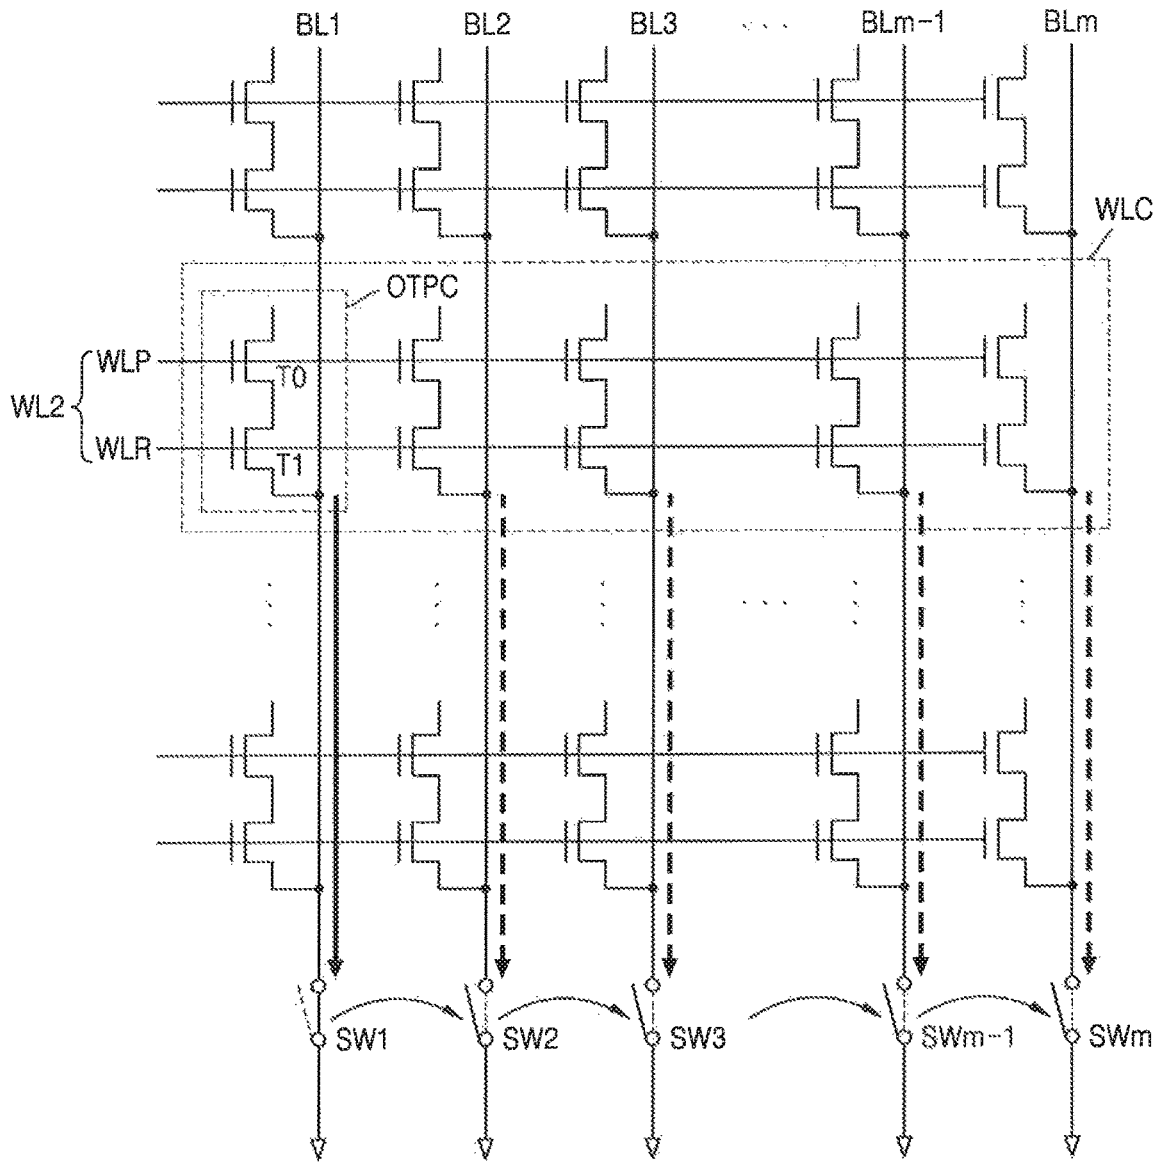 BL1 BL2 BL3 ... BLm-1 BLm
WLC
OTPC
WLP
T0
WL2
WLR
T1
SW1 SW2 SW3 SWm-1 SWm